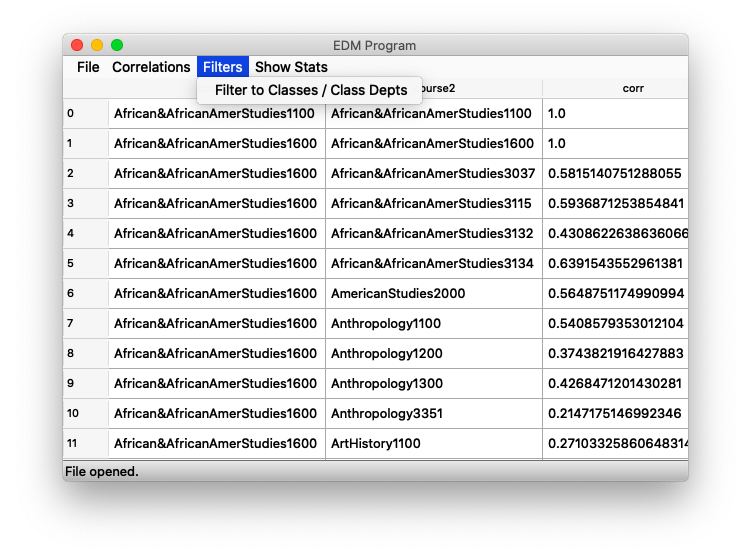 EDM Program
File Correlations Filters Show Stats
Filter to Classes / Class Depts
ourse2 corr
0 African&AfricanAmerStudies1100 African&AfricanAmerStudies1100 1.0
1 African&AfricanAmerStudies1600 African&AfricanAmerStudies1600 1.0
2 African&AfricanAmerStudies1600 African&AfricanAmerStudies3037 0.5815140751288055
3 African&AfricanAmerStudies1600 African&AfricanAmerStudies3115 0.5936871253854841
4 African&AfricanAmerStudies1600 African&AfricanAmerStudies3132 0.4308622638636066
5 African&AfricanAmerStudies1600 African&AfricanAmerStudies3134 0.6391543552961381
6 African&AfricanAmerStudies1600 AmericanStudies2000 0.5648751174990994
7 African&AfricanAmerStudies1600 Anthropology1100 0.5408579353012104
8 African&AfricanAmerStudies1600 Anthropology1200 0.3743821916427883
9 African&AfricanAmerStudies1600 Anthropology1300 0.4268471201430281
10 African&AfricanAmerStudies1600 Anthropology3351 0.2147175146992346
11 African&AfricanAmerStudies1600 ArtHistory1100 0.27103325860648314
File opened.